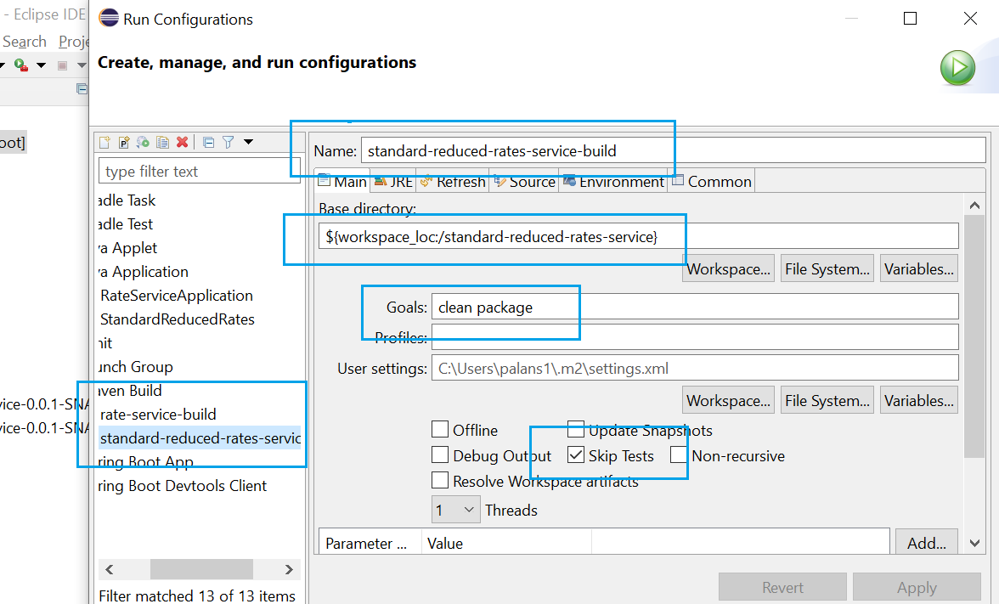 - Eclipse IDE
Run Configurations
Search Proje
Create, manage, and run configurations
oot]
Name: standard-reduced-rates-service-build
type filter text
Main JRE Refresh Source Environment Common
adle Task
Base directory:
adle Test
${workspace_loc:/standard-reduced-rates-service}
va Applet
va Application
Workspace... File System... Variables...
RateServiceApplication
Goals: clean package
StandardReducedRates
nit
Profiles:
unch Group
User settings: C:\Users\palans1\.m2\settings.xml
aven Build
vice-0.0.1-SNA
Workspace... File System... Variables...
rate-service-build
vice-0.0.1-SNA
Offline Update Snapshots
standard-reduced-rates-servic
Debug Output Skip Tests Non-recursive
ring Boot App
Resolve Workspace artifacts
ring Boot Devtools Client
1 Threads
Parameter ... Value Add...
Filter matched 13 of 13 items
Revert Apply